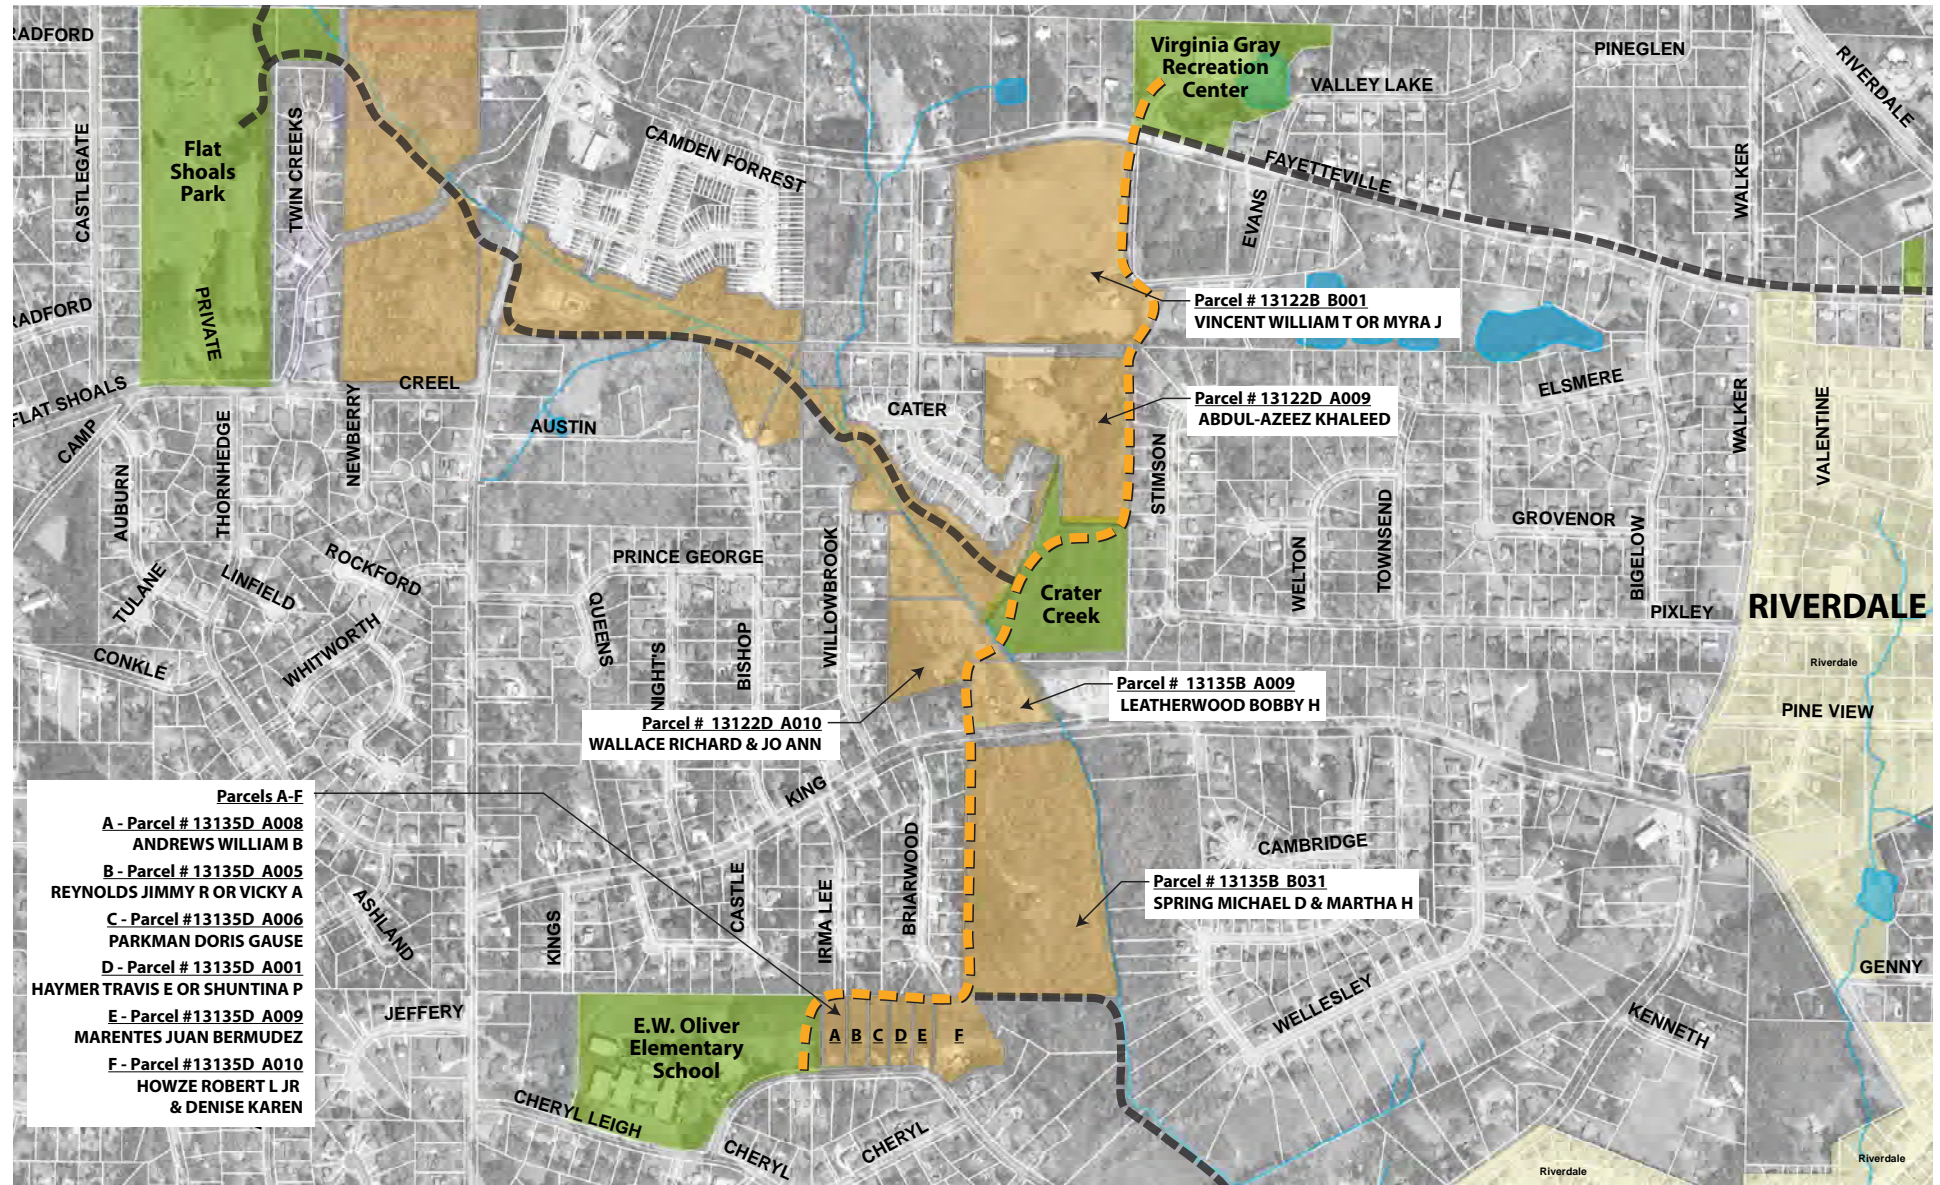 RADFORD
Flat
Shoals
Park
CASTLEGATE
TWIN CREEKS
PRIVATE
RADFORD
FLAT SHOALS
CAMP
CAMDEN FORREST
Virginia Gray
Recreation
Center
VALLEY LAKE
PINEGLEN
RIVERDALE
FAYETTEVILLE
EVANS
WALKER
Parcel # 13122B B001
VINCENT WILLIAM T OR MYRA J
Parcel # 13122D A009
ABDUL-AZEEZ KHALEED
ELSMERE
WALKER
VALENTINE
CREEL
AUSTIN
CATER
NEWBERRY
THORNHEDGE
AUBURN
TULANE
LINFIELD
ROCKFORD
WHITWORTH
CONKLE
PRINCE GEORGE
QUEENS
NIGHT'S
BISHOP
WILLOWBROOK
STIMSON
WELTON
TOWNSEND
GROVENOR
BIGELOW
PIXLEY
Crater
Creek
RIVERDALE
Riverdale
PINE VIEW
Parcel # 13135B A009
LEATHERWOOD BOBBY H
Parcel # 13122D A010
WALLACE RICHARD & JO ANN
KING
Parcels A-F
A - Parcel # 13135D A008
ANDREWS WILLIAM B
B - Parcel # 13135D A005
REYNOLDS JIMMY R OR VICKY A
C - Parcel #13135D A006
PARKMAN DORIS GAUSE
D - Parcel # 13135D A001
HAYMER TRAVIS E OR SHUNTINA P
E - Parcel #13135D A009
MARENTES JUAN BERMUDEZ
F - Parcel # 13135D A010
HOWZE ROBERT L JR
& DENISE KAREN
ASHLAND
JEFFERY
KINGS
CASTLE
IRMA LEE
BRIARWOOD
CAMBRIDGE
Parcel # 13135B B031
SPRING MICHAEL D & MARTHA H
WELLESLEY
KENNETH
GENNY
E.W. Oliver
Elementary
School
A B C D E F
CHERYL LEIGH
CHERYL
CHERYL
Riverdale
Riverdale